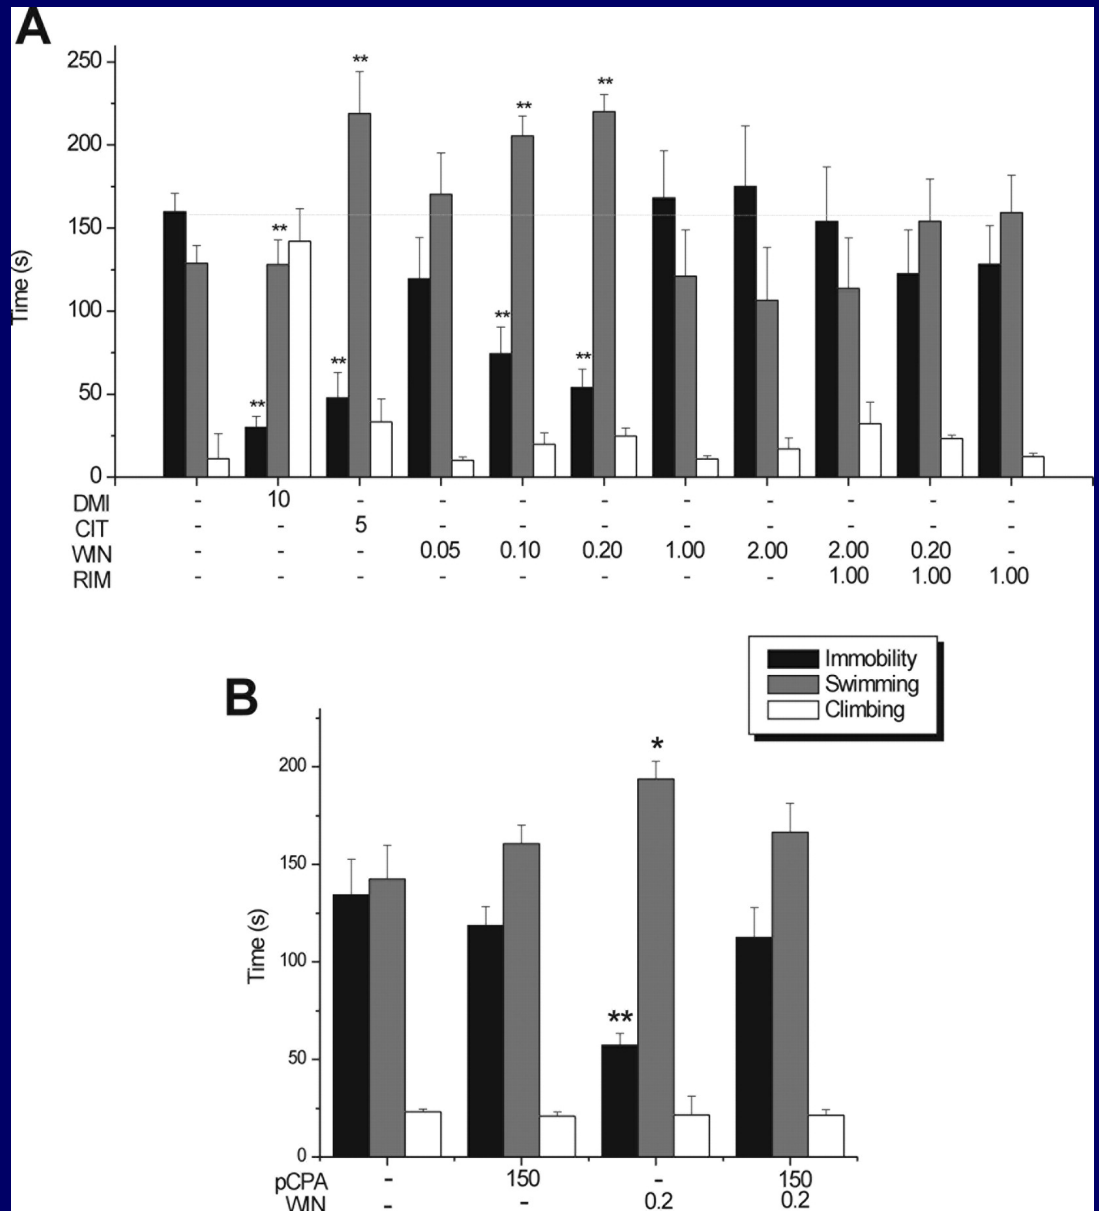 A
**
250
**
**
200
**
150
Time (s)
100
**
**
**
50
**
0
DMI - 10 - - - - - - - - -
CIT - - 5 - - - - - - - -
WIN - - - 0.05 0.10 0.20 1.00 2.00 2.00 0.20 -
RIM - - - - - - - - 1.00 1.00 1.00
Immobility
Swimming
Climbing
B
*
200
150
Time (s)
100
**
50
0
pCPA - 150 - 150
WIN - - 0.2 0.2